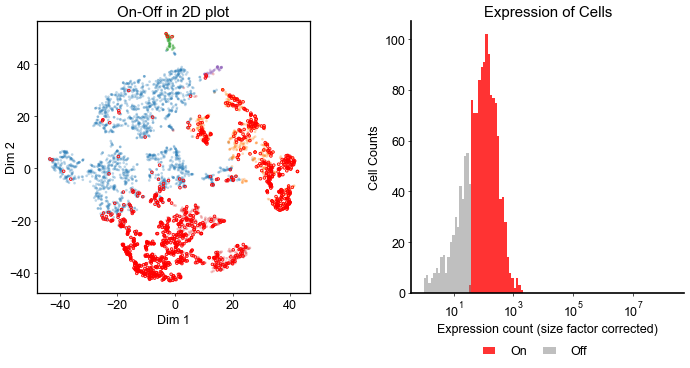 On-Off in 2D plot
Dim 2
40
20
0
−20
−40
−40 −20 0 20 40
Dim 1
Expression of Cells
Cell Counts
100
80
60
40
20
0
10^1 10^3 10^5 10^7
Expression count (size factor corrected)
On Off